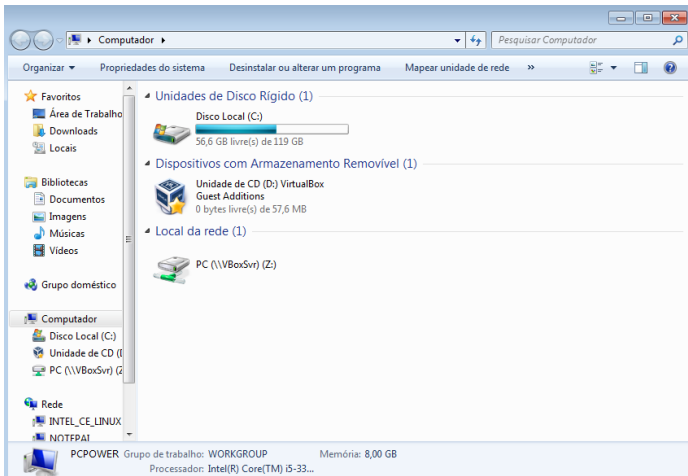 Computador
Pesquisar Computador
Organizar
Propriedades do sistema
Desinstalar ou alterar um programa
Mapear unidade de rede
»
Favoritos
Área de Trabalho
Downloads
Locais
Bibliotecas
Documentos
Imagens
Músicas
Vídeos
Grupo doméstico
Computador
Disco Local (C:)
Unidade de CD (
PC (\\VBoxSvr) (Z
Rede
INTEL_CE_LINUX
NOTEPAI
Unidades de Disco Rígido (1)
Disco Local (C:)
56,6 GB livre(s) de 119 GB
Dispositivos com Armazenamento Removível (1)
Unidade de CD (D:) VirtualBox
Guest Additions
0 bytes livre(s) de 57,6 MB
Local da rede (1)
PC (\\VBoxSvr) (Z:)
PCPOWER Grupo de trabalho: WORKGROUP Memória: 8,00 GB
Processador: Intel(R) Core(TM) i5-33...